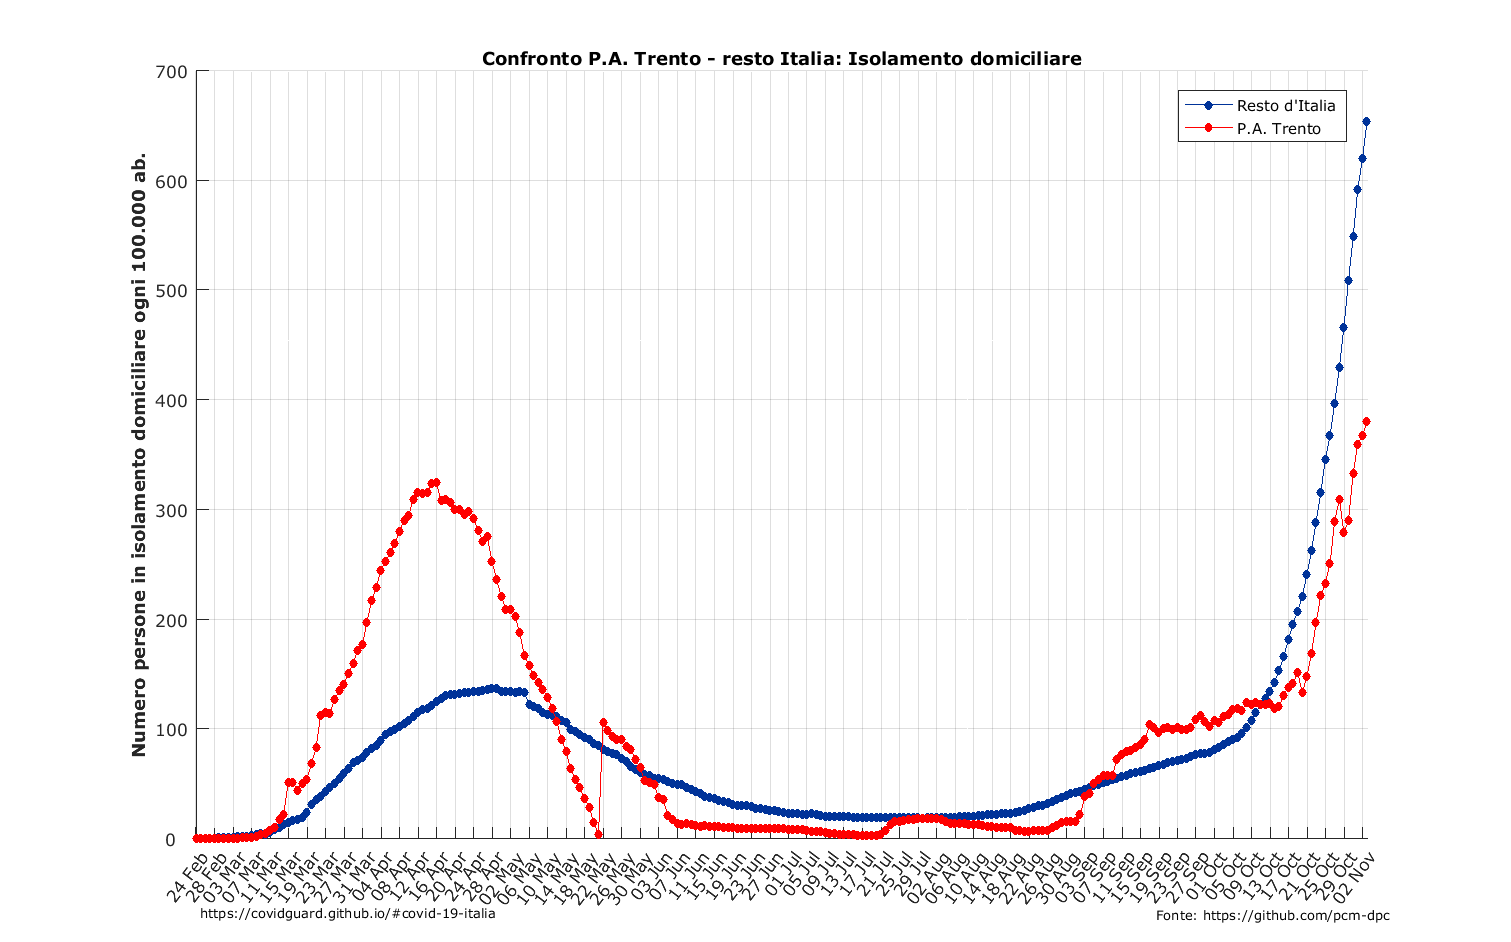 Confronto P.A. Trento - resto Italia: Isolamento domiciliare
Numero persone in isolamento domiciliare ogni 100.000 ab.
700
600
500
400
300
200
100
0
Resto d'Italia
P.A. Trento
24 Feb
28 Feb
03 Mar
07 Mar
11 Mar
15 Mar
19 Mar
23 Mar
27 Mar
31 Mar
04 Apr
08 Apr
12 Apr
16 Apr
20 Apr
24 Apr
28 Apr
02 May
06 May
10 May
14 May
18 May
22 May
26 May
30 May
03 Jun
07 Jun
11 Jun
15 Jun
19 Jun
23 Jun
27 Jun
01 Jul
05 Jul
09 Jul
13 Jul
17 Jul
21 Jul
25 Jul
29 Jul
02 Aug
06 Aug
10 Aug
14 Aug
18 Aug
22 Aug
26 Aug
30 Aug
03 Sep
07 Sep
11 Sep
15 Sep
19 Sep
23 Sep
27 Sep
01 Oct
05 Oct
09 Oct
13 Oct
17 Oct
21 Oct
25 Oct
29 Oct
02 Nov
https://covidguard.github.io/#covid-19-italia
Fonte: https://github.com/pcm-dpc